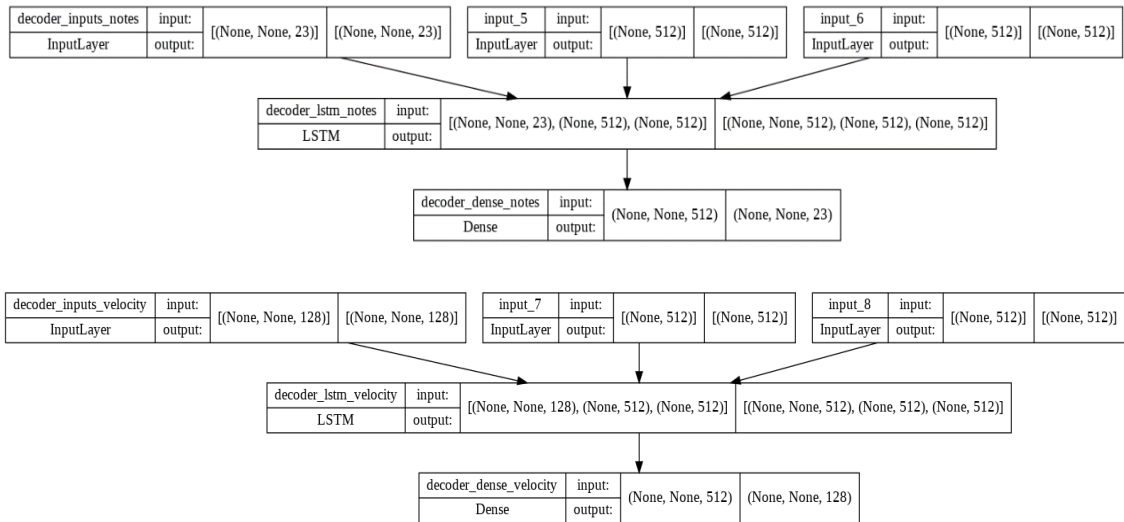 decoder_inputs_notes input: [(None, None, 23)] [(None, None, 23)]
InputLayer output:
input_5 input: [(None, 512)] [(None, 512)]
InputLayer output:
input_6 input: [(None, 512)] [(None, 512)]
InputLayer output:
decoder_lstm_notes input: [(None, None, 23), (None, 512), (None, 512)] [(None, None, 512), (None, 512), (None, 512)]
LSTM output:
decoder_dense_notes input: (None, None, 512) (None, None, 23)
Dense output:
decoder_inputs_velocity input: [(None, None, 128)] [(None, None, 128)]
InputLayer output:
input_7 input: [(None, 512)] [(None, 512)]
InputLayer output:
input_8 input: [(None, 512)] [(None, 512)]
InputLayer output:
decoder_lstm_velocity input: [(None, None, 128), (None, 512), (None, 512)] [(None, None, 512), (None, 512), (None, 512)]
LSTM output:
decoder_dense_velocity input: (None, None, 512) (None, None, 128)
Dense output: